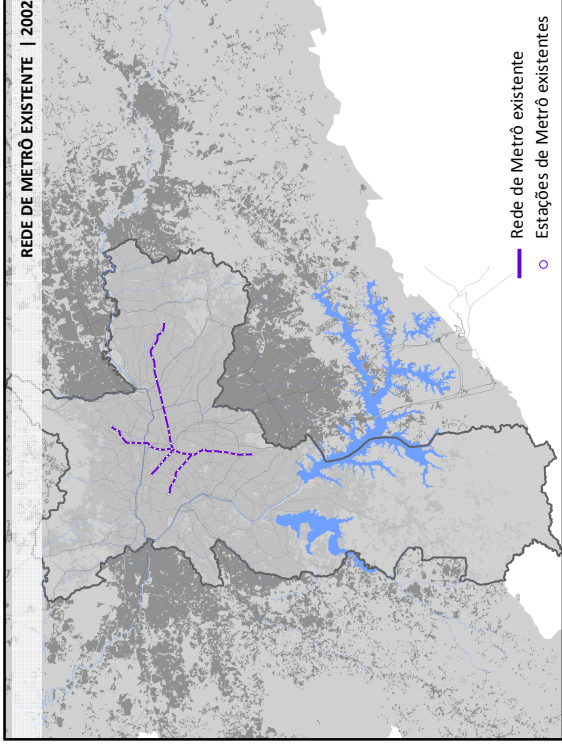 REDE DE METRÔ EXISTENTE | 2002
Rede de Metrô existente
Estações de Metrô existentes